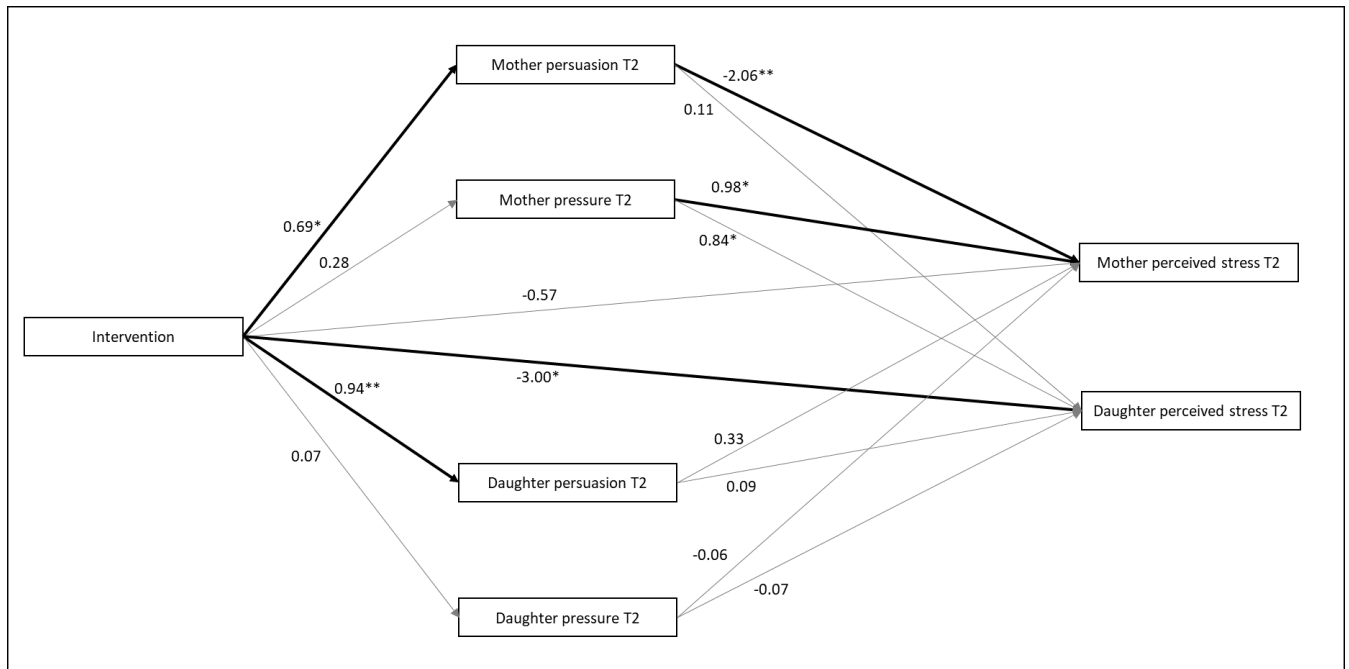 Mother persuasion T2
-2.06**
0.11
Mother pressure T2
0.98*
0.69*
0.84*
0.28
Mother perceived stress T2
-0.57
Intervention
-3.00*
0.94**
Daughter perceived stress T2
0.33
0.07
Daughter persuasion T2
0.09
-0.06
-0.07
Daughter pressure T2